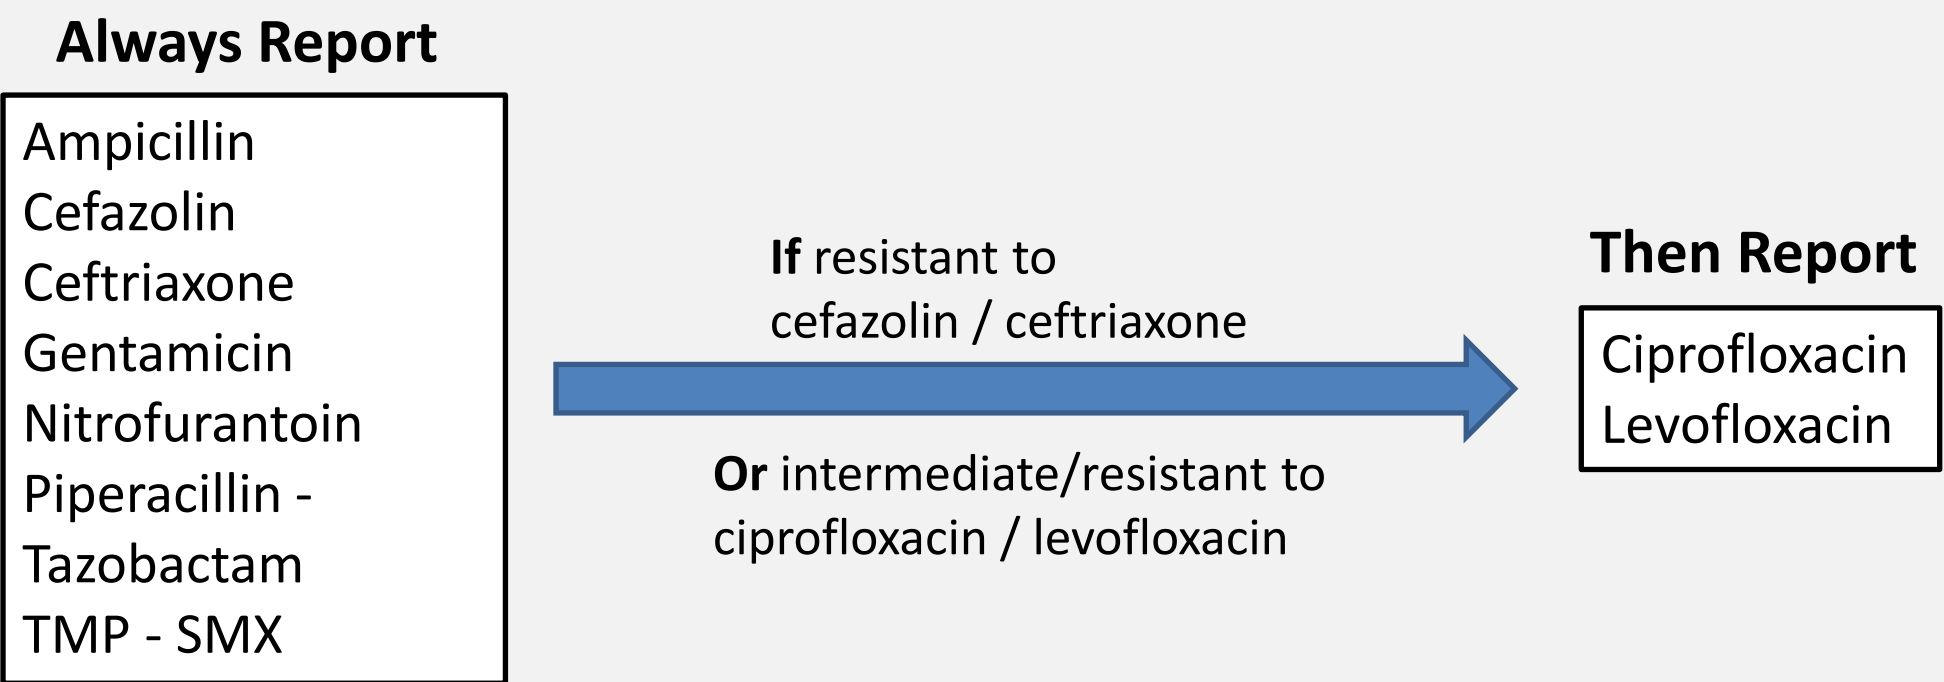 Always Report
Ampicillin
Cefazolin
Ceftriaxone
Gentamicin
Nitrofurantoin
Piperacillin -
Tazobactam
TMP - SMX
If resistant to
cefazolin / ceftriaxone
Or intermediate/resistant to
ciprofloxacin / levofloxacin
Then Report
Ciprofloxacin
Levofloxacin